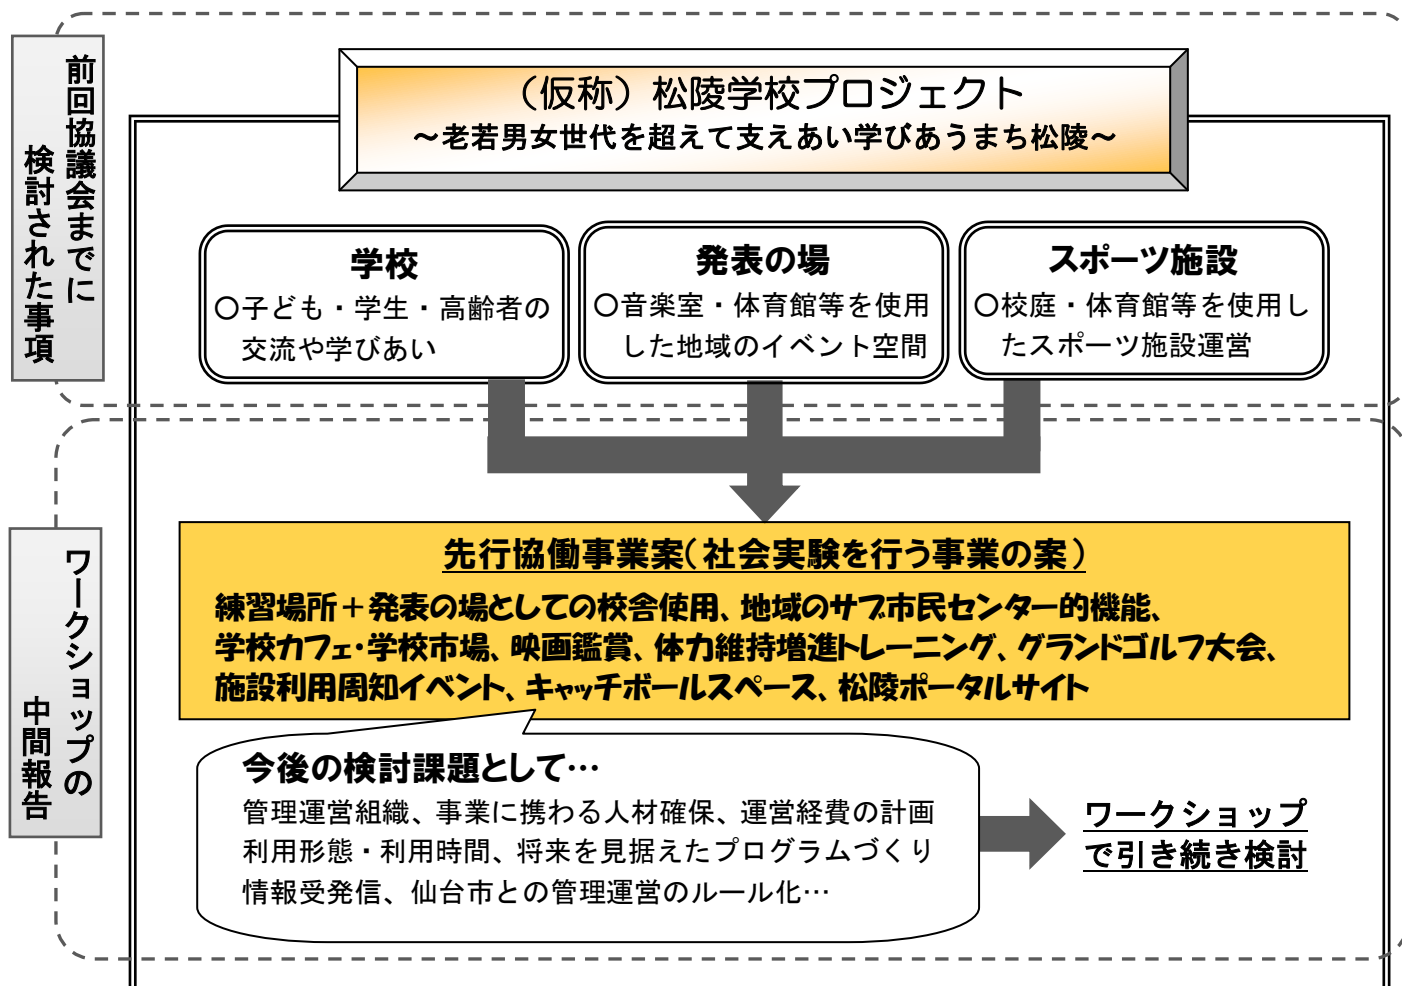 前回協議会までに
検討された事項
（仮称）松陵学校プロジェクト
～老若男女世代を超えて支えあい学びあうまち松陵～
学校
○子ども・学生・高齢者の
交流や学びあい
発表の場
○音楽室・体育館等を使用
した地域のイベント空間
スポーツ施設
○校庭・体育館等を使用し
たスポーツ施設運営
ワークショップの
中間報告
先行協働事業案（社会実験を行う事業の案）
練習場所＋発表の場としての校舎使用、地域のサブ市民センター的機能、
学校カフェ・学校市場、映画鑑賞、体力維持増進トレーニング、グランドゴルフ大会、
施設利用周知イベント、キャッチボールスペース、松陵ポータルサイト
今後の検討課題として…
管理運営組織、事業に携わる人材確保、運営経費の計画
利用形態・利用時間、将来を見据えたプログラムづくり
情報受発信、仙台市との管理運営のルール化…
ワークショップ
で引き続き検討